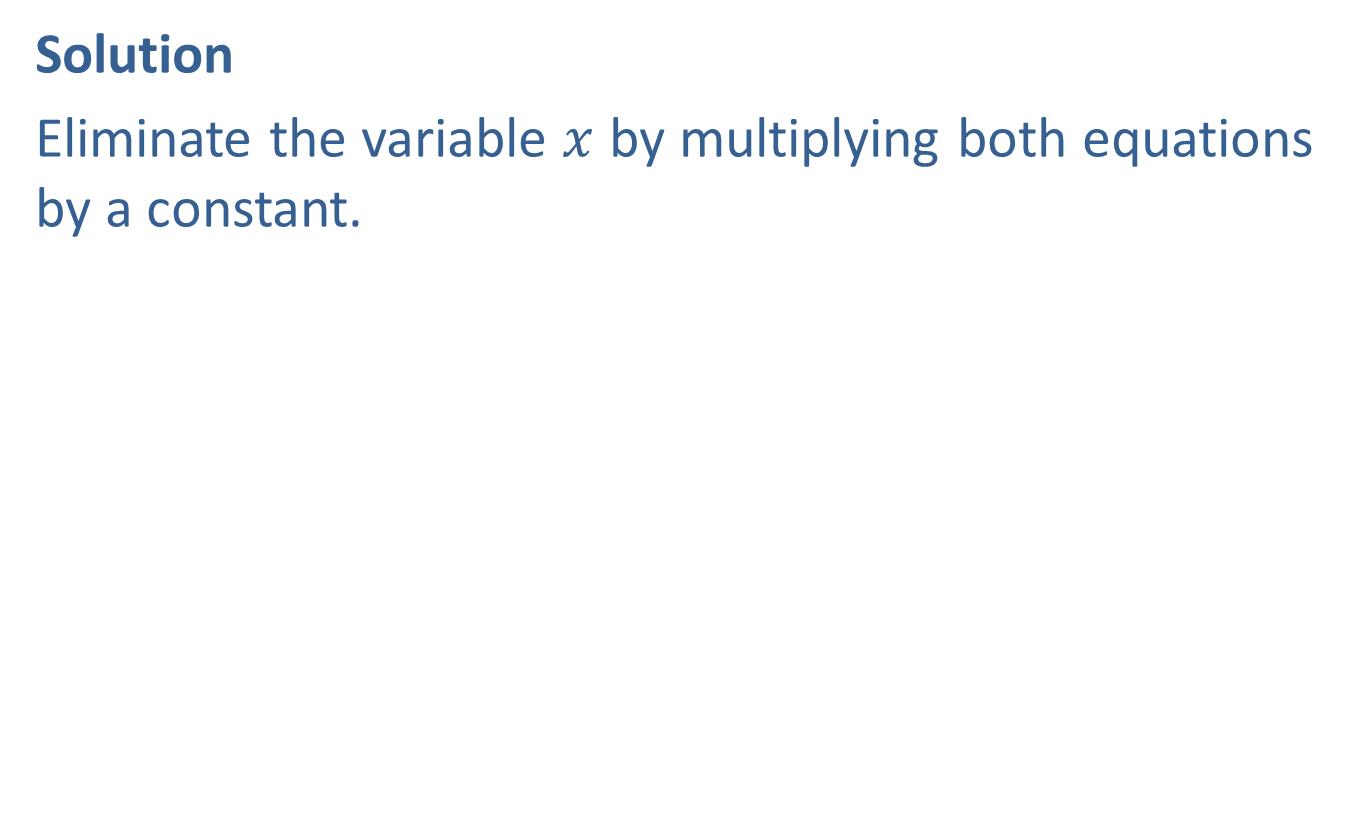 Solution
Eliminate the variable x by multiplying both equations
by a constant.